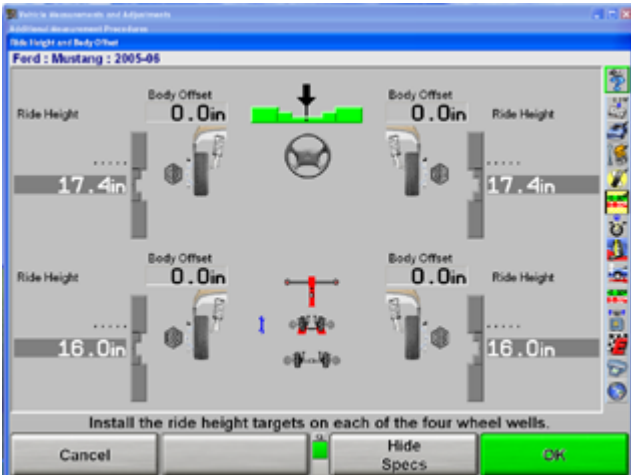 Vehicle Measurements and Adjustments
Additional Measurement Procedures
Ride Height and Body Offset
Ford : Mustang : 2005-06
Body Offset
0.0in
Body Offset
0.0in
Ride Height
Ride Height
.....
.....
17.4in
17.4in
Body Offset
0.0in
Body Offset
0.0in
Ride Height
Ride Height
.....
.....
16.0in
16.0in
Install the ride height targets on each of the four wheel wells.
Cancel
Hide
Specs
OK